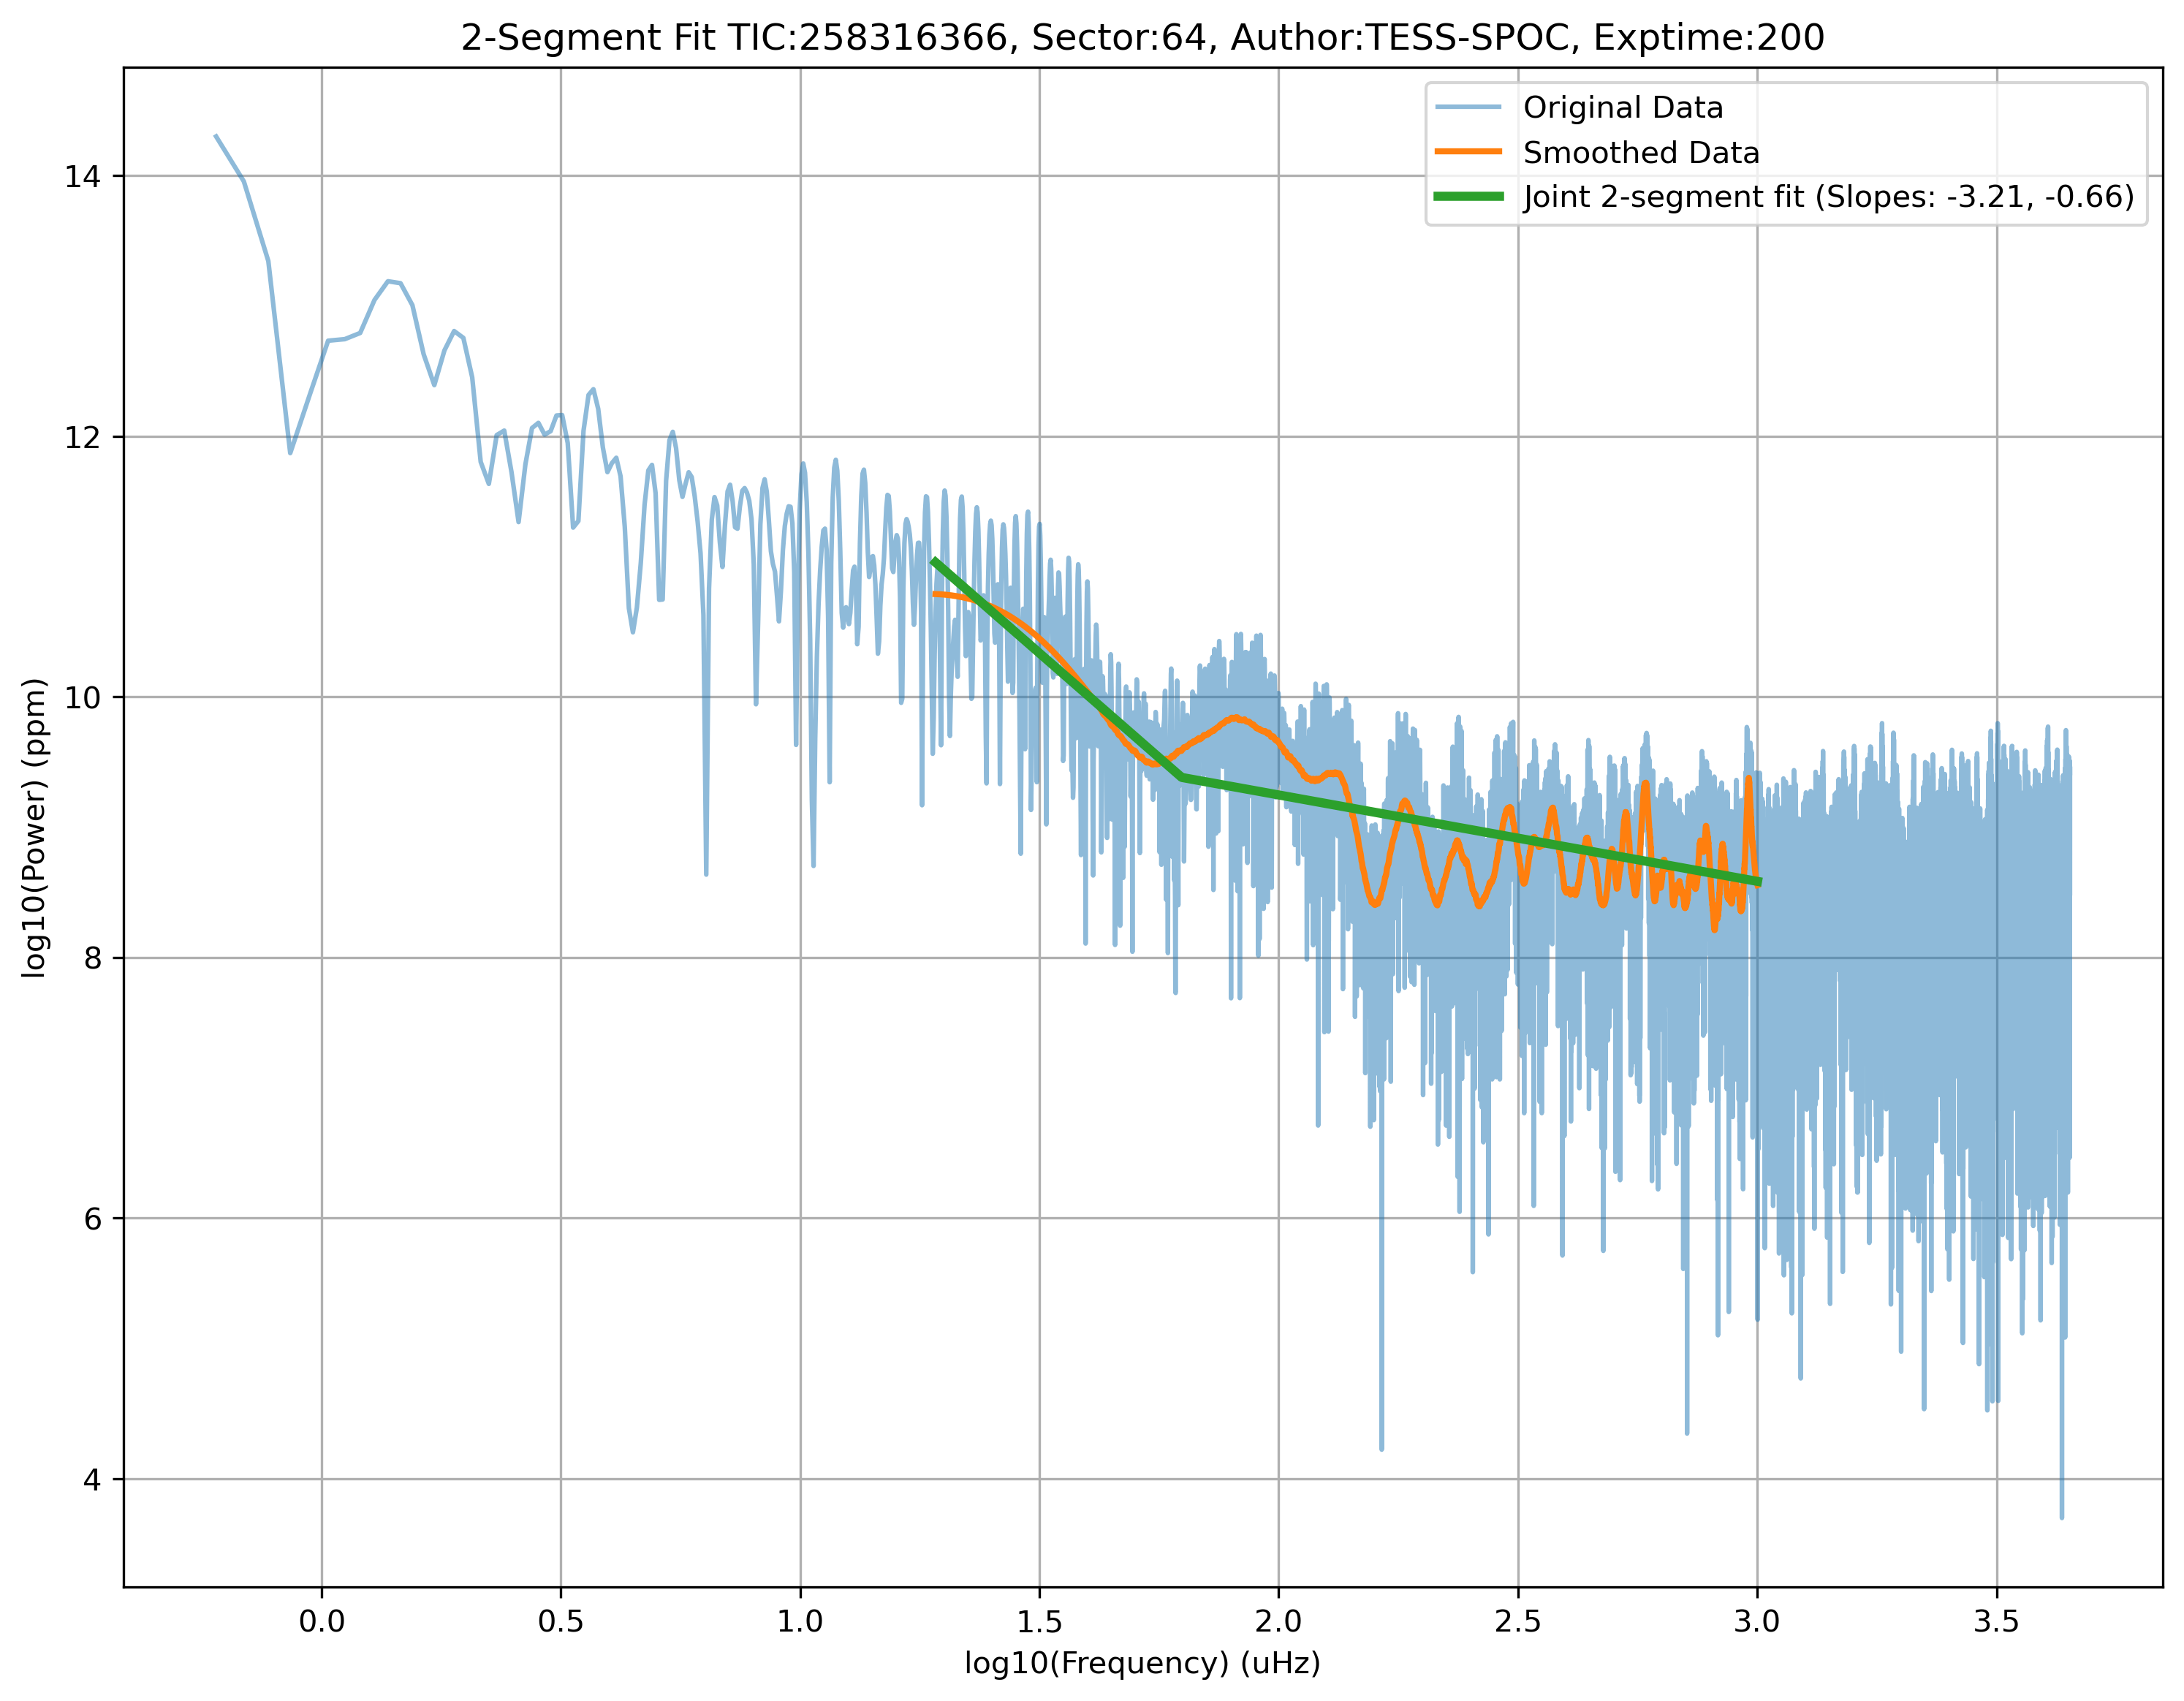 2-Segment Fit TIC:258316366, Sector:64, Author:TESS-SPOC, Exptime:200
Original Data
Smoothed Data
Joint 2-segment fit (Slopes: -3.21, -0.66)
log10(Power) (ppm)
14
12
10
8
6
4
0.0 0.5 1.0 1.5 2.0 2.5 3.0 3.5
log10(Frequency) (uHz)